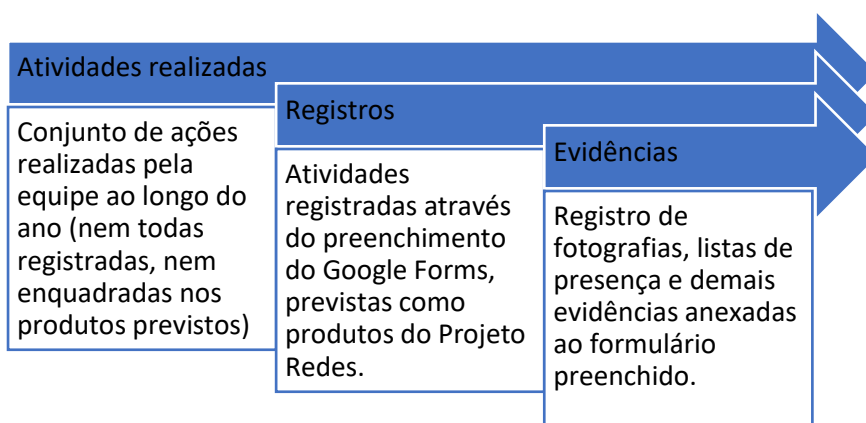 Atividades realizadas
Conjunto de ações
realizadas pela
equipe ao longo do
ano (nem todas
registradas, nem
enquadradas nos
produtos previstos)
Registros
Atividades
registradas através
do preenchimento
do Google Forms,
previstas como
produtos do Projeto
Redes.
Evidências
Registro de
fotografias, listas de
presença e demais
evidências anexadas
ao formulário
preenchido.